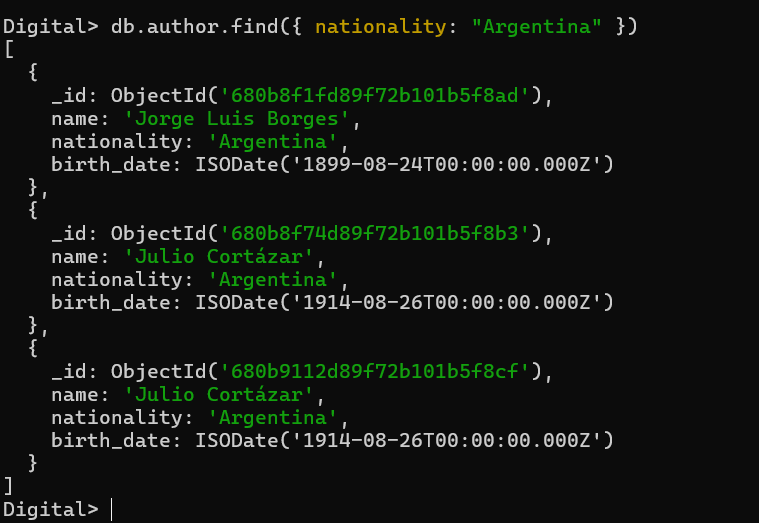 Digital> db.author.find({ nationality: "Argentina" })
[
  {
    _id: ObjectId('680b8f1fd89f72b101b5f8ad'),
    name: 'Jorge Luis Borges',
    nationality: 'Argentina',
    birth_date: ISODate('1899-08-24T00:00:00.000Z')
  },
  {
    _id: ObjectId('680b8f74d89f72b101b5f8b3'),
    name: 'Julio Cortázar',
    nationality: 'Argentina',
    birth_date: ISODate('1914-08-26T00:00:00.000Z')
  },
  {
    _id: ObjectId('680b9112d89f72b101b5f8cf'),
    name: 'Julio Cortázar',
    nationality: 'Argentina',
    birth_date: ISODate('1914-08-26T00:00:00.000Z')
  }
]
Digital>